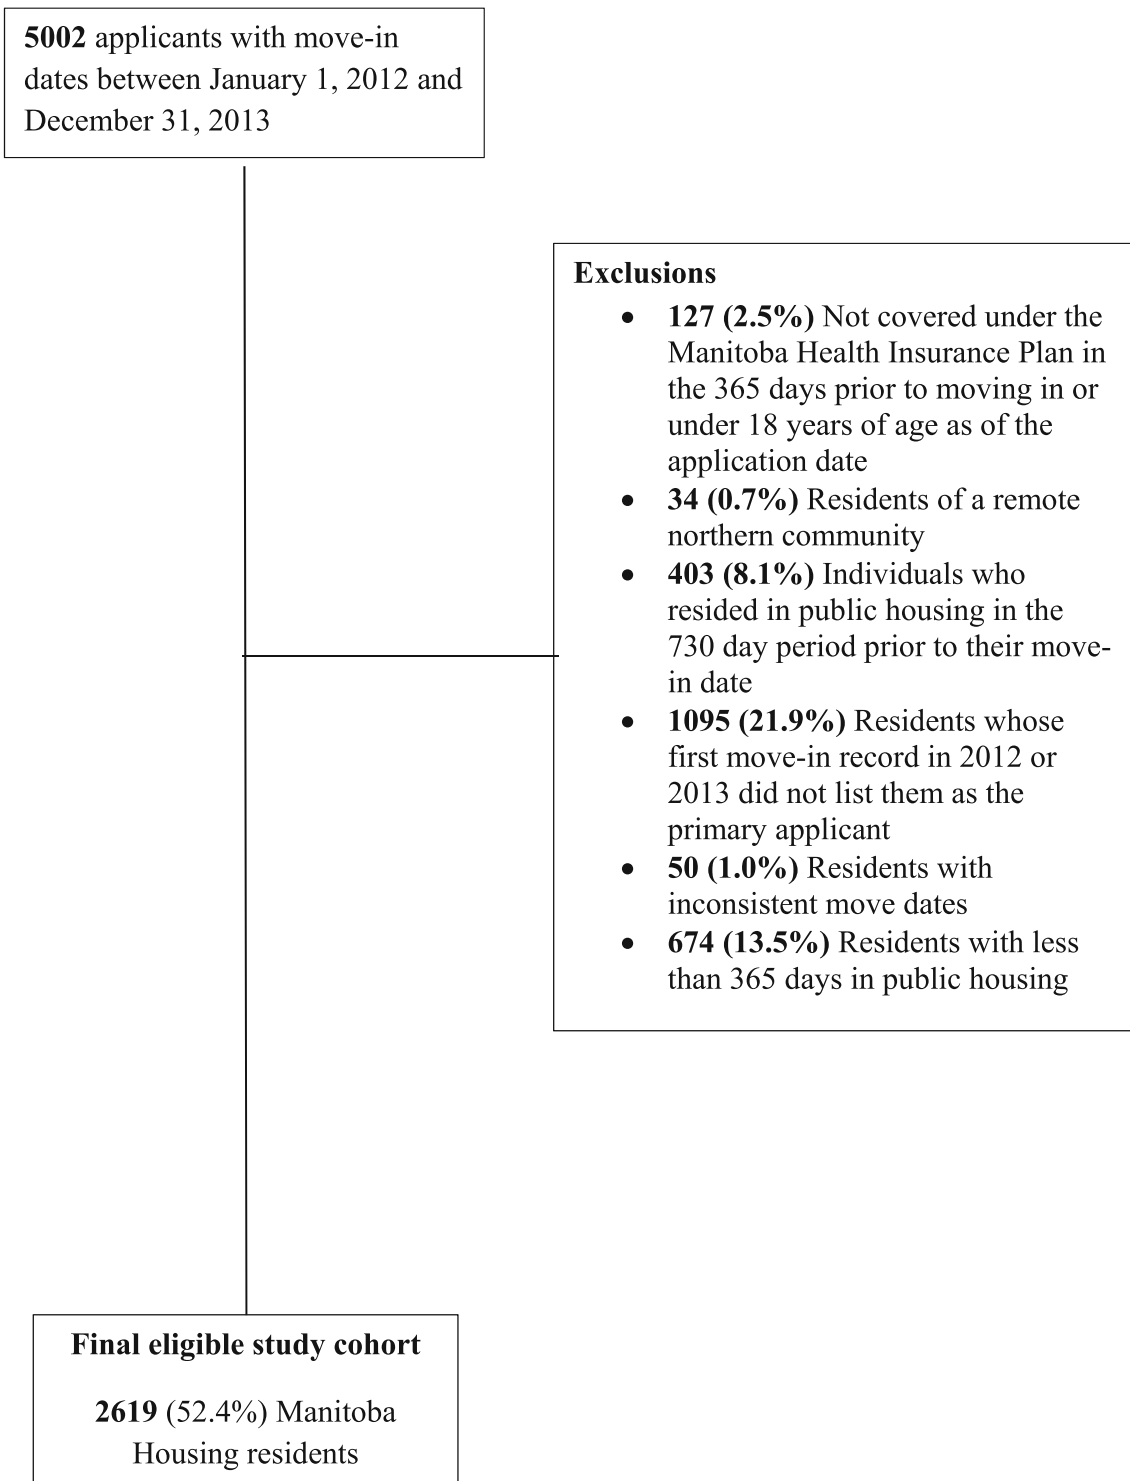 5002 applicants with move-in
dates between January 1, 2012 and
December 31, 2013
Exclusions
• 127 (2.5%) Not covered under the
Manitoba Health Insurance Plan in
the 365 days prior to moving in or
under 18 years of age as of the
application date
• 34 (0.7%) Residents of a remote
northern community
• 403 (8.1%) Individuals who
resided in public housing in the
730 day period prior to their move-
in date
• 1095 (21.9%) Residents whose
first move-in record in 2012 or
2013 did not list them as the
primary applicant
• 50 (1.0%) Residents with
inconsistent move dates
• 674 (13.5%) Residents with less
than 365 days in public housing
Final eligible study cohort
2619 (52.4%) Manitoba
Housing residents